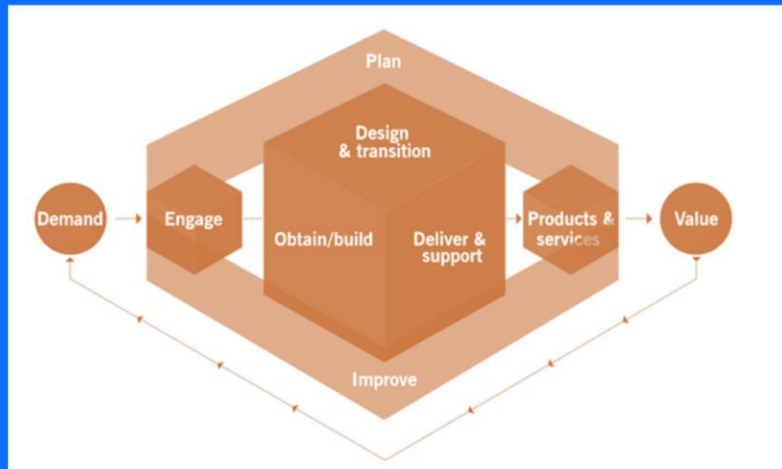 Plan
Design
& transition
Demand
Engage
Obtain/build
Deliver &
support
Products &
services
Value
Improve